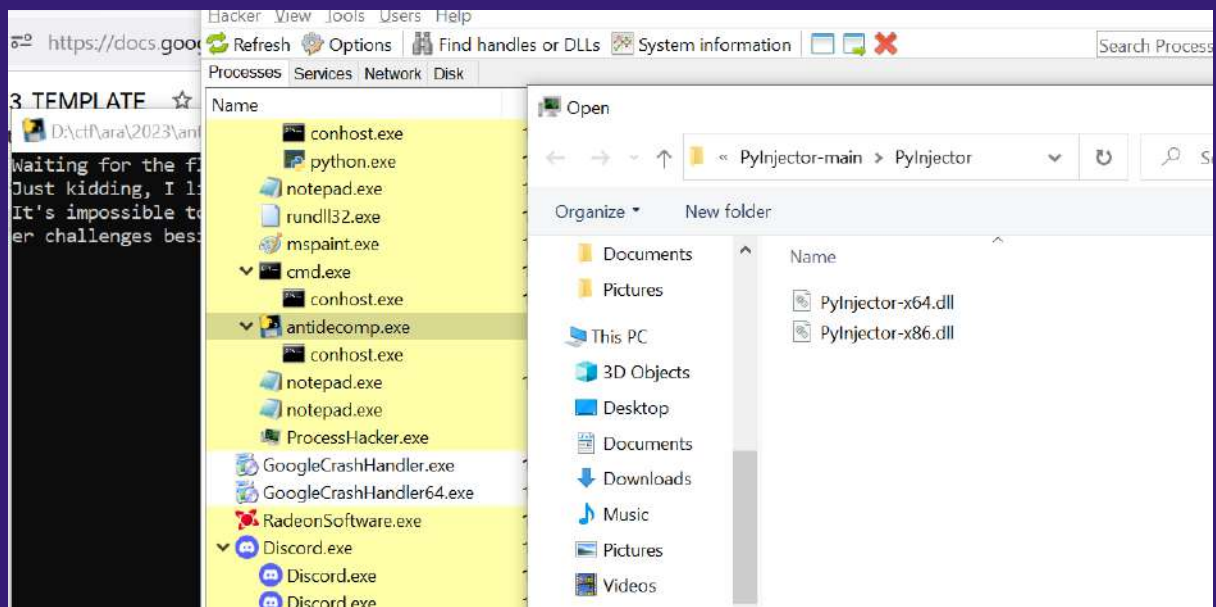 Hacker View Tools Users Help
https://docs.goo
Refresh Options Find handles or DLLs System information Search Process
Processes Services Network Disk
3 TEMPLATE
D:\ctf\ara\2023\ant
Waiting for the f
Just kidding, I l
It's impossible to
er challenges bes
Name
conhost.exe
python.exe
notepad.exe
rundll32.exe
mspaint.exe
cmd.exe
conhost.exe
antidecomp.exe
conhost.exe
notepad.exe
notepad.exe
ProcessHacker.exe
GoogleCrashHandler.exe
GoogleCrashHandler64.exe
RadeonSoftware.exe
Discord.exe
Discord.exe
Discord.exe
Open
« PyInjector-main > PyInjector
Organize New folder
Documents
Pictures
This PC
3D Objects
Desktop
Documents
Downloads
Music
Pictures
Videos
Name
PyInjector-x64.dll
PyInjector-x86.dll